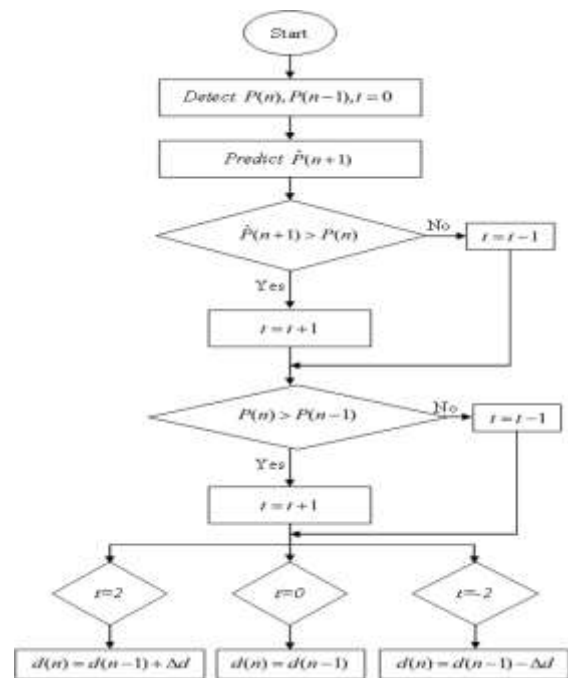 Start
Detect P(n), P(n−1), t = 0
Predict P̂(n+1)
P̂(n+1) > P(n)
No
t = t−1
Yes
t = t+1
P(n) > P(n−1)
No
t = t−1
Yes
t = t+1
t=2
t=0
t=-2
d(n) = d(n−1) + Δd
d(n) = d(n−1)
d(n) = d(n−1) − Δd